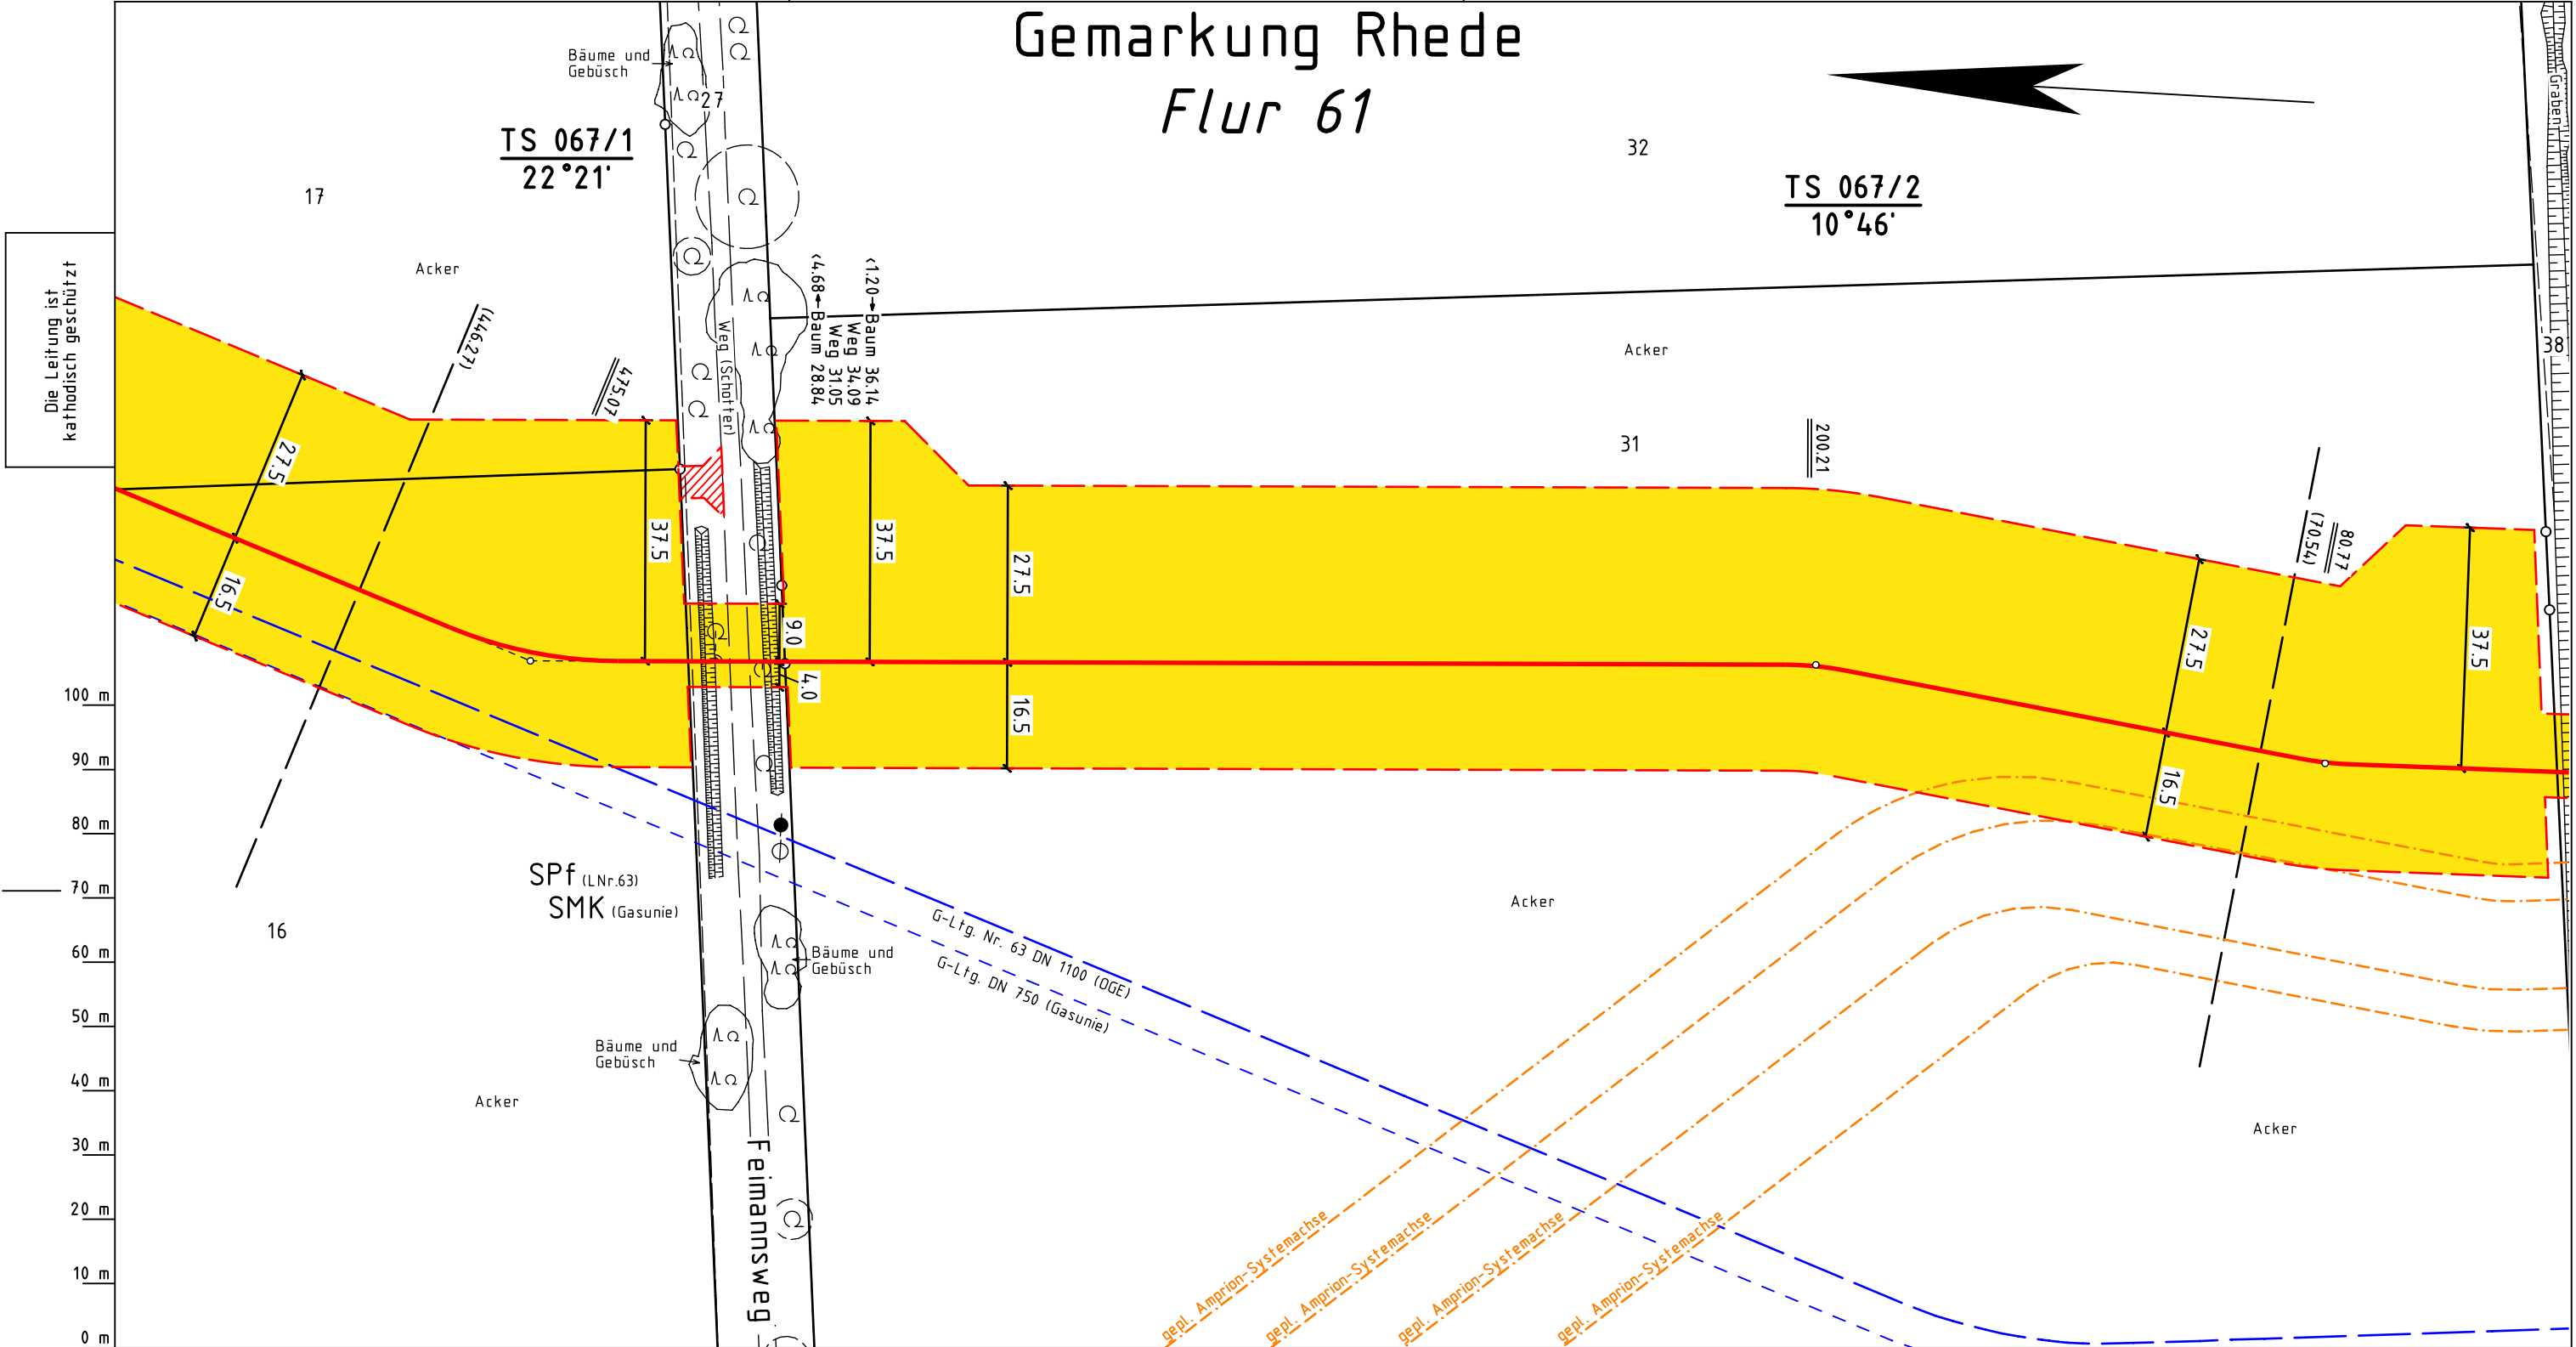 Gemarkung Rhede
Flur 61
Bäume und
Gebüsch
27
TS 067/1
22°21'
17
32
TS 067/2
10°46'
Graben
38
Die Leitung ist
kathodisch geschützt
Acker
(446.27)
475.07
Weg (Schotter)
<1.20→Baum 36.14
Weg 34.09
Weg 31.05
<4.68→Baum 28.84
Acker
31
200.21
(70.54)
80.77
27.5
16.5
37.5
37.5
9.0
4.0
27.5
16.5
27.5
16.5
37.5
100 m
90 m
80 m
70 m
60 m
50 m
40 m
30 m
20 m
10 m
0 m
SPf (LNr.63)
SMK (Gasunie)
16
Acker
Bäume und
Gebüsch
Bäume und
Gebüsch
Acker
Feimannsweg
G-Ltg. Nr. 63 DN 1100 (OGE)
G-Ltg. DN 750 (Gasunie)
Acker
gepl. Amprion-Systemachse
gepl. Amprion-Systemachse
gepl. Amprion-Systemachse
gepl. Amprion-Systemachse